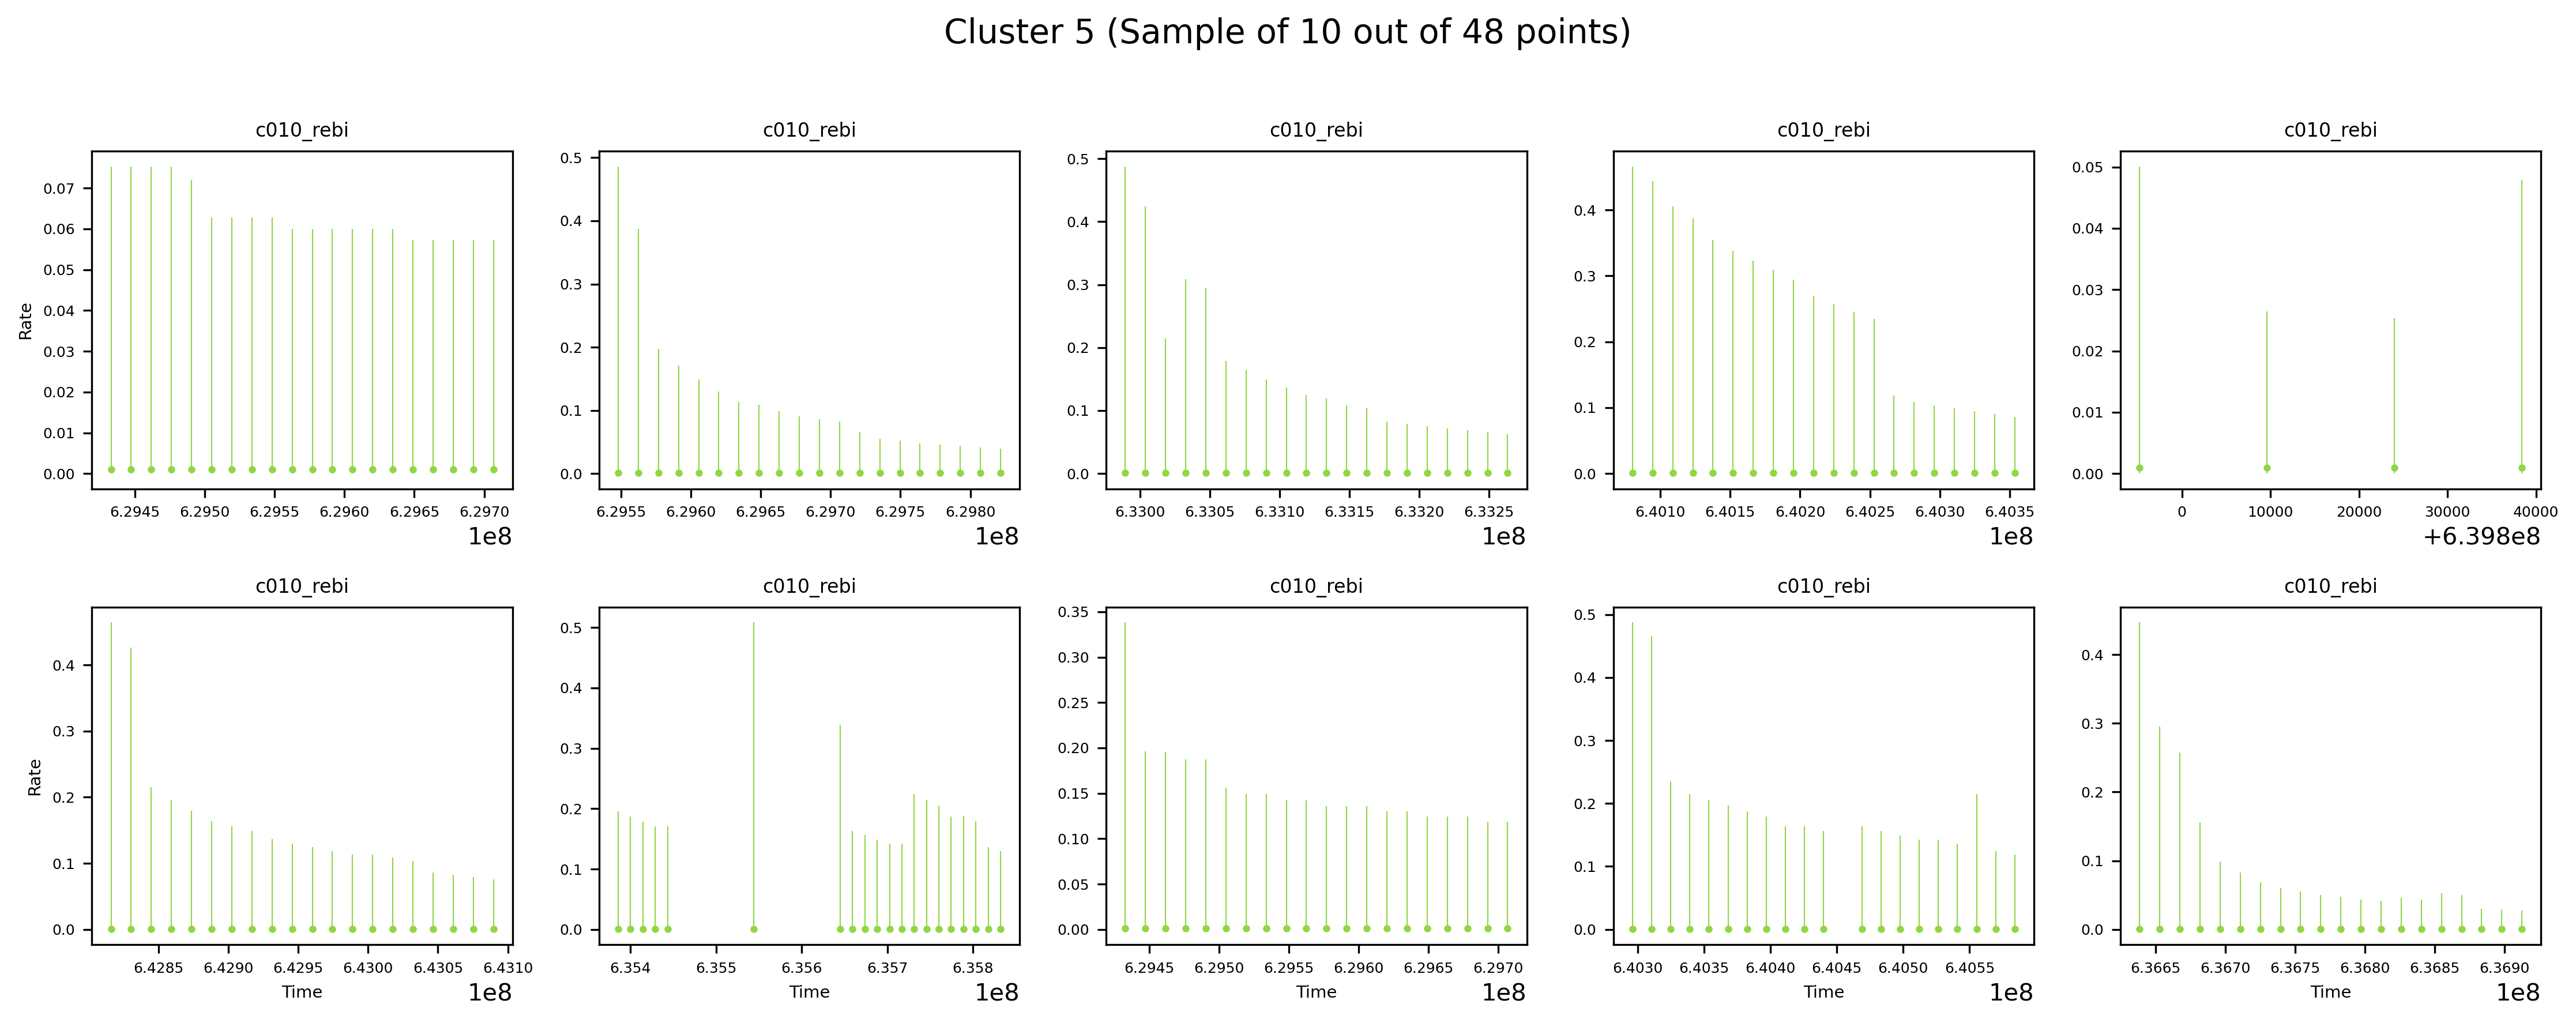 Cluster 5 (Sample of 10 out of 48 points)
c010_rebi c010_rebi c010_rebi c010_rebi c010_rebi
Rate
0.07 0.06 0.05 0.04 0.03 0.02 0.01 0.00
6.2945 6.2950 6.2955 6.2960 6.2965 6.2970
1e8
0.5 0.4 0.3 0.2 0.1 0.0
6.2955 6.2960 6.2965 6.2970 6.2975 6.2980
1e8
0.5 0.4 0.3 0.2 0.1 0.0
6.3300 6.3305 6.3310 6.3315 6.3320 6.3325
1e8
0.4 0.3 0.2 0.1 0.0
6.4010 6.4015 6.4020 6.4025 6.4030 6.4035
1e8
0.05 0.04 0.03 0.02 0.01 0.00
0 10000 20000 30000 40000
+6.398e8
c010_rebi c010_rebi c010_rebi c010_rebi c010_rebi
Rate
0.4 0.3 0.2 0.1 0.0
6.4285 6.4290 6.4295 6.4300 6.4305 6.4310
Time
1e8
0.5 0.4 0.3 0.2 0.1 0.0
6.354 6.355 6.356 6.357 6.358
Time
1e8
0.35 0.30 0.25 0.20 0.15 0.10 0.05 0.00
6.2945 6.2950 6.2955 6.2960 6.2965 6.2970
Time
1e8
0.5 0.4 0.3 0.2 0.1 0.0
6.4030 6.4035 6.4040 6.4045 6.4050 6.4055
Time
1e8
0.4 0.3 0.2 0.1 0.0
6.3665 6.3670 6.3675 6.3680 6.3685 6.3690
Time
1e8